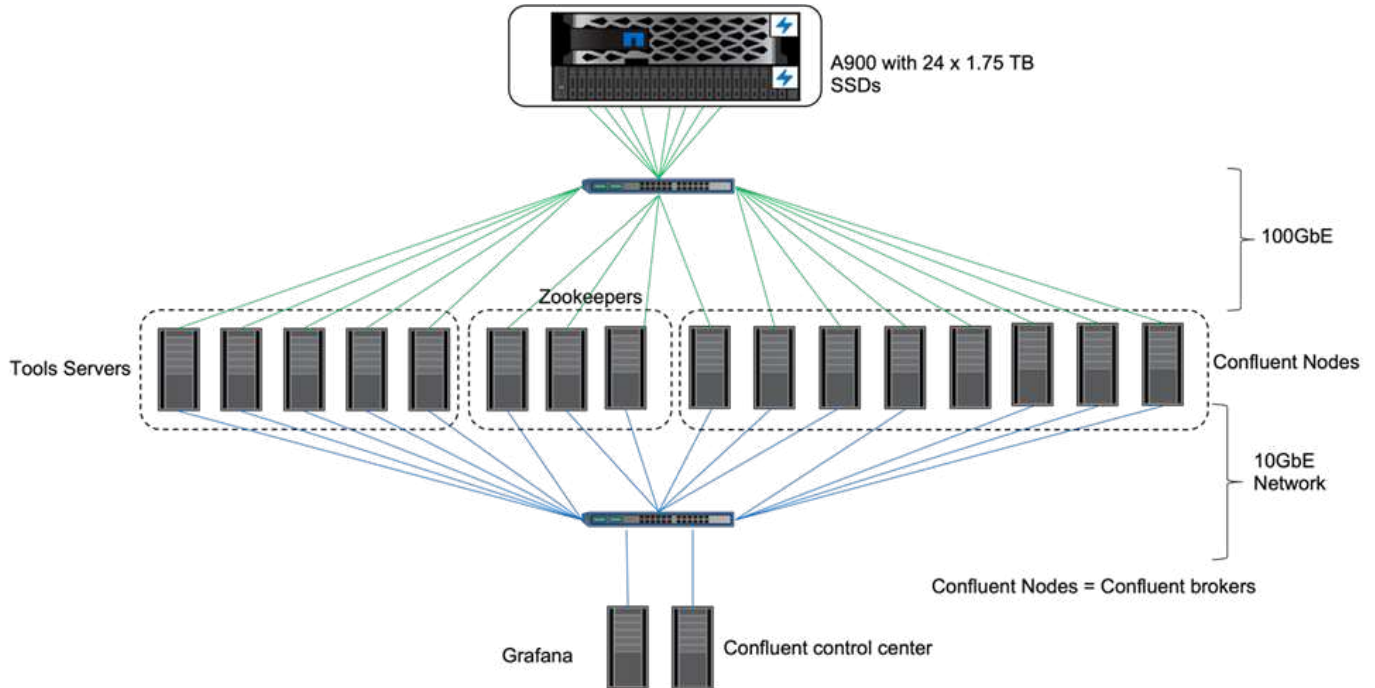 A900 with 24 x 1.75 TB
SSDs
100GbE
Zookeepers
Tools Servers
Confluent Nodes
10GbE
Network
Confluent Nodes = Confluent brokers
Grafana
Confluent control center